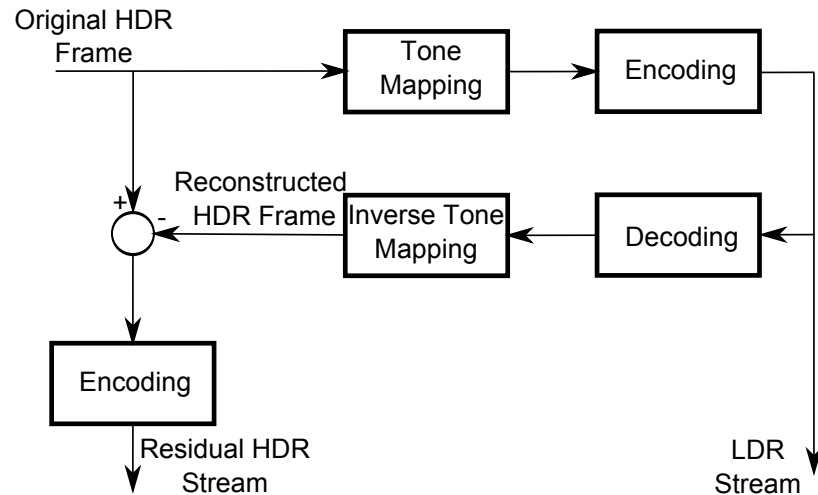 Original HDR
Frame
Tone
Mapping
Encoding
Reconstructed
HDR Frame
+
-
Inverse Tone
Mapping
Decoding
Encoding
Residual HDR
Stream
LDR
Stream